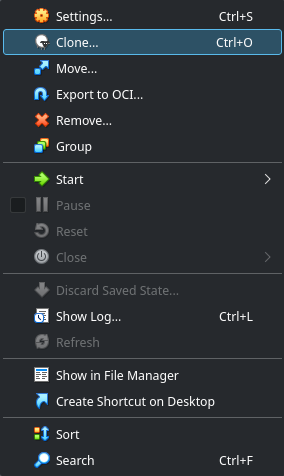 Settings... Ctrl+S
Clone... Ctrl+O
Move...
Export to OCI...
Remove...
Group
Start
Pause
Reset
Close
Discard Saved State...
Show Log... Ctrl+L
Refresh
Show in File Manager
Create Shortcut on Desktop
Sort
Search Ctrl+F